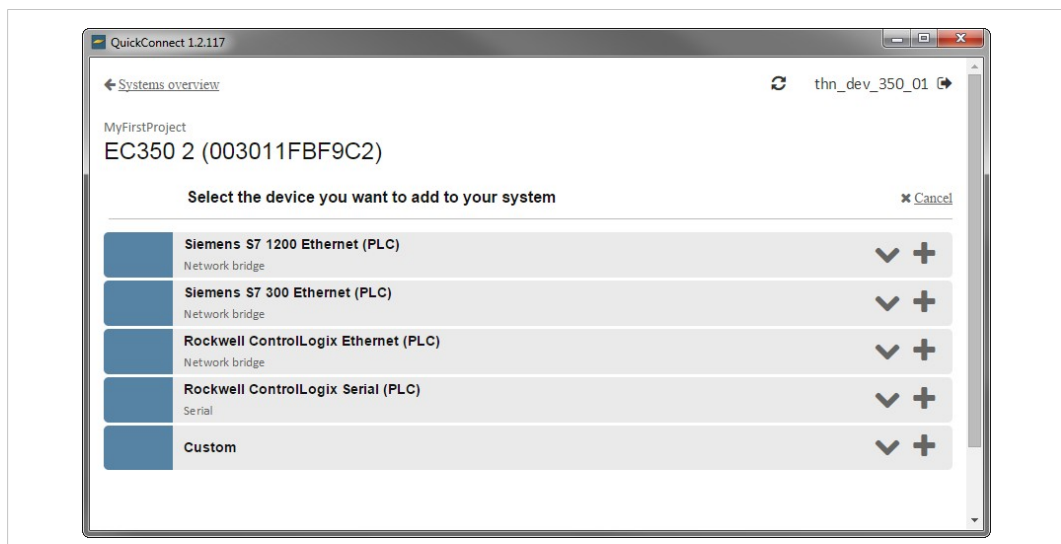 QuickConnect 1.2.117
Systems overview
thn_dev_350_01
MyFirstProject
EC350 2 (003011FBF9C2)
Select the device you want to add to your system
Cancel
Siemens S7 1200 Ethernet (PLC)
Network bridge
Siemens S7 300 Ethernet (PLC)
Network bridge
Rockwell ControlLogix Ethernet (PLC)
Network bridge
Rockwell ControlLogix Serial (PLC)
Serial
Custom